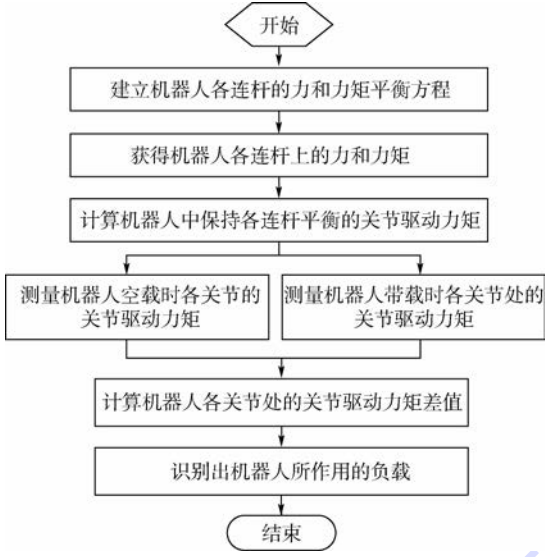 开始
建立机器人各连杆的力和力矩平衡方程
获得机器人各连杆上的力和力矩
计算机器人中保持各连杆平衡的关节驱动力矩
测量机器人空载时各关节的
关节驱动力矩
测量机器人带载时各关节处的
关节驱动力矩
计算机器人各关节处的关节驱动力矩差值
识别出机器人所作用的负载
结束